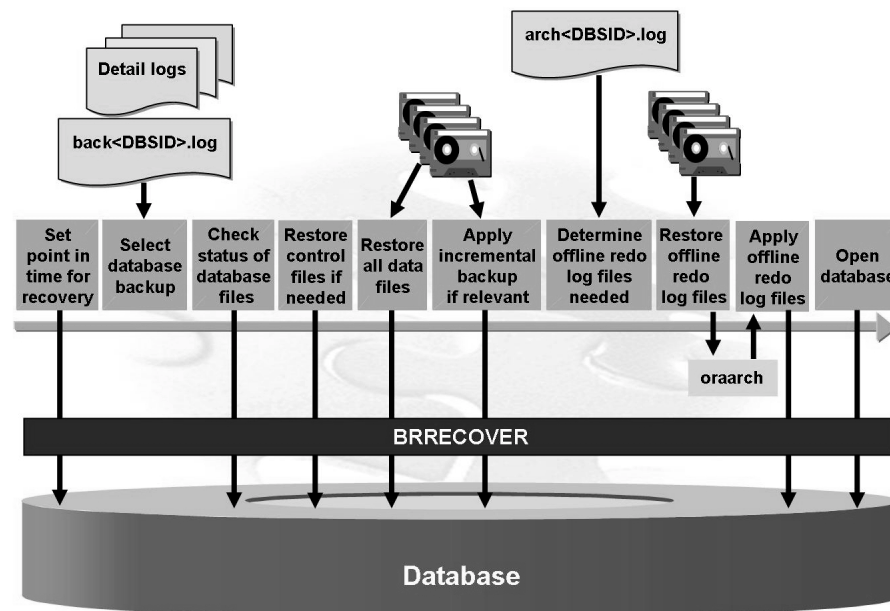 Detail logs
back<DBSID>.log
arch<DBSID>.log
Set
point in
time for
recovery
Select
database
backup
Check
status of
database
files
Restore
control
files if
needed
Restore
all data
files
Apply
incremental
backup
if relevant
Determine
offline redo
log files
needed
Restore
offline
redo
log files
Apply
offline
redo
log files
Open
database
oraarch
BRRECOVER
Database